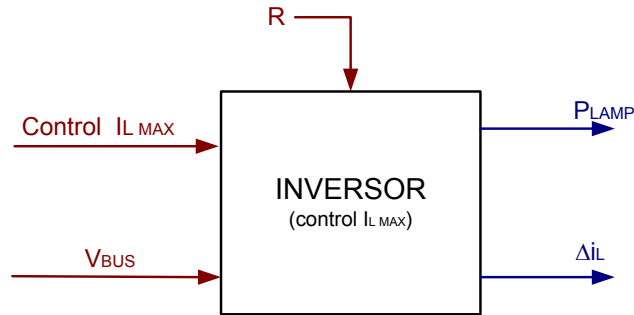 R
Control IL MAX
PLAMP
INVERSOR
(control IL MAX)
VBUS
ΔiL